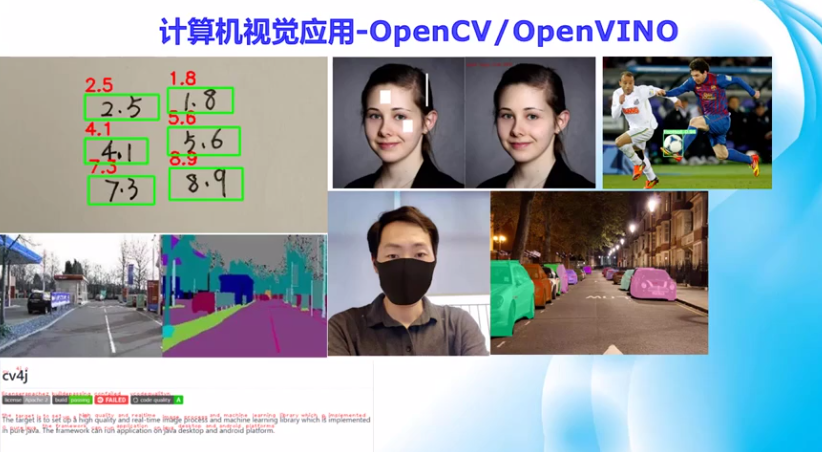 计算机视觉应用-OpenCV/OpenVINO
2.5 1.8
2.5 1.8
4.1 5.6
4.1 5.6
7.3 8.9
7.3 8.9
cv4j
license Apache 2 build passing FAILED code quality A
The target is to set up a high quality and real-time image process and machine learning library which is implemented
in pure java. The framework can run application on java desktop and android platform.